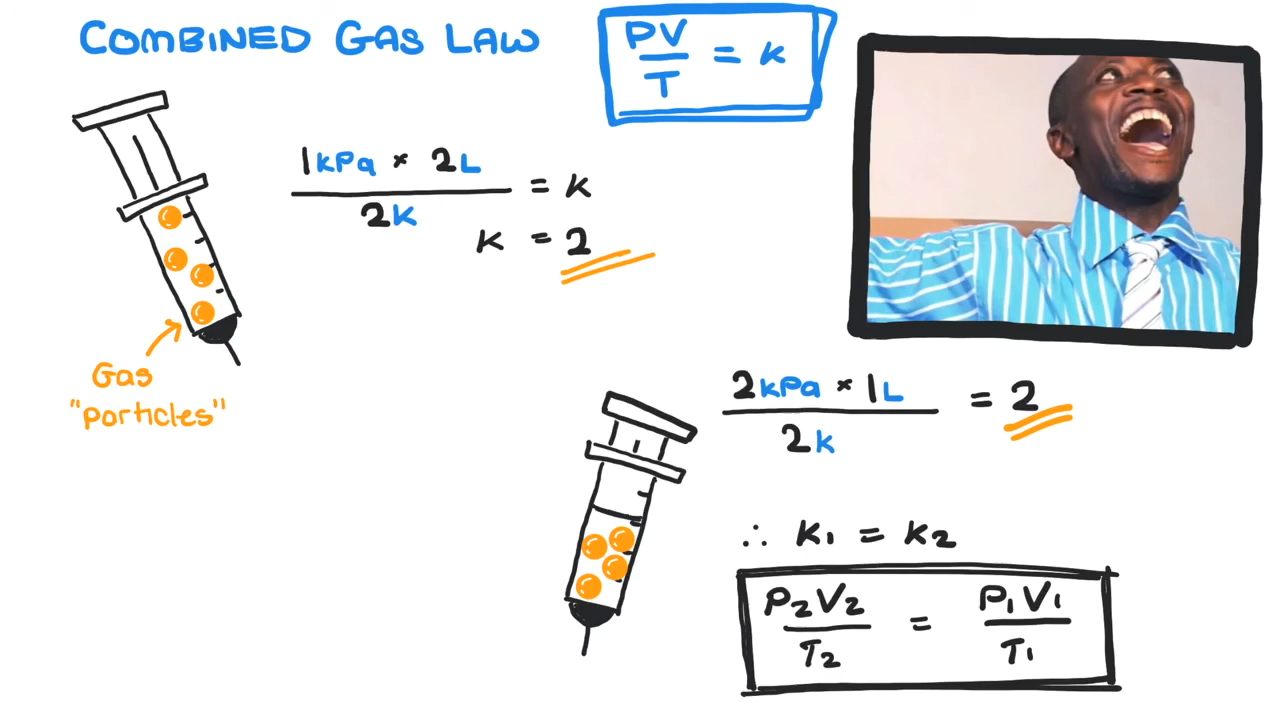 COMBINED GAS LAW
PV
T
= K
1kPa × 2L
2K
= K
K = 2
Gas
"particles"
2kPa × 1L
2K
= 2
∴ K₁ = K₂
P₂V₂
T₂
=
P₁V₁
T₁